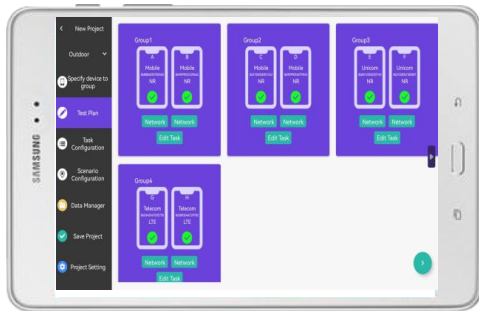 SAMSUNG
New Project
Outdoor
Specify device to
group
Test Plan
Task
Configuration
Scenario
Configuration
Data Manager
Save Project
Project Setting
Group1
A
Mobile
NR
B
Mobile
NR
Network
Network
Edit Task
Group2
C
Mobile
NR
D
Mobile
NR
Network
Network
Edit Task
Group3
E
Unicom
NR
F
Unicom
NR
Network
Network
Edit Task
Group4
G
Telecom
LTE
H
Telecom
LTE
Network
Network
Edit Task